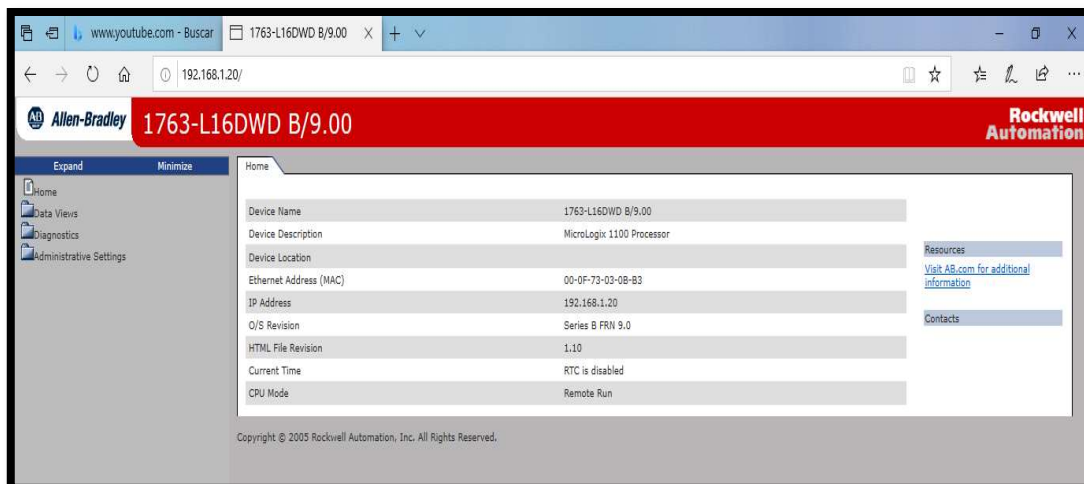 www.youtube.com - Buscar
1763-L16DWD B/9.00
192.168.1.20/
AB Allen-Bradley
1763-L16DWD B/9.00
Rockwell
Automation
Expand Minimize
Home
Home
Data Views
Diagnostics
Administrative Settings
Device Name 1763-L16DWD B/9.00
Device Description MicroLogix 1100 Processor
Device Location
Ethernet Address (MAC) 00-0F-73-03-0B-B3
IP Address 192.168.1.20
O/S Revision Series B FRN 9.0
HTML File Revision 1.10
Current Time RTC is disabled
CPU Mode Remote Run
Resources
Visit AB.com for additional
information
Contacts
Copyright © 2005 Rockwell Automation, Inc. All Rights Reserved.